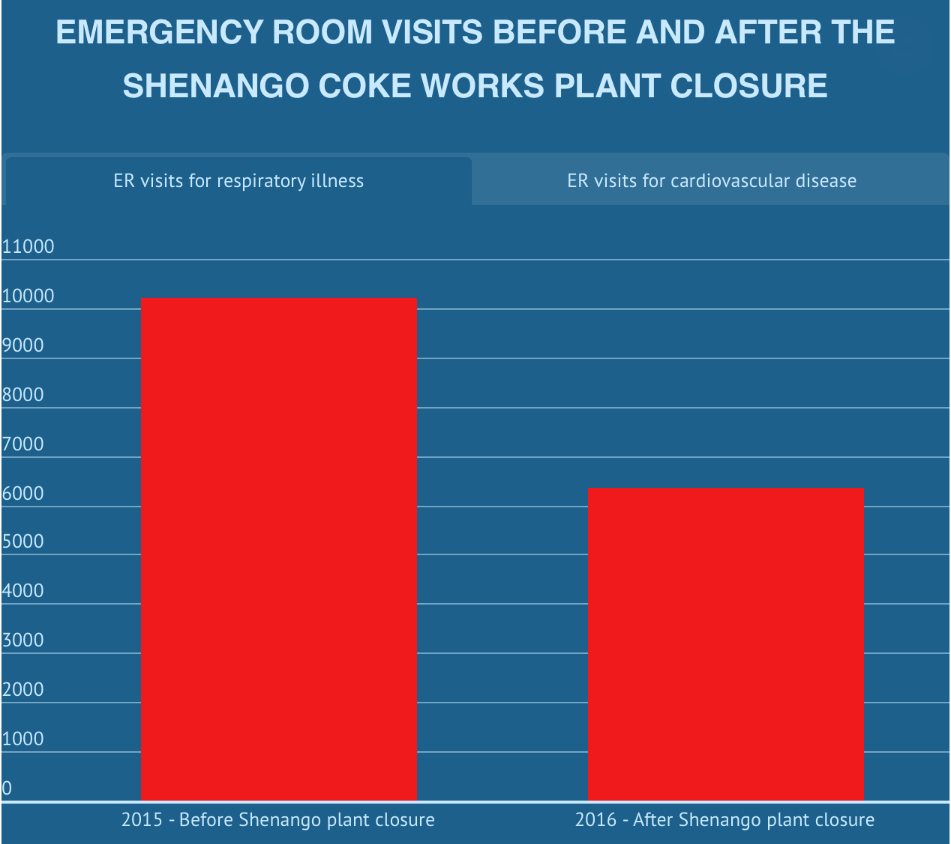 EMERGENCY ROOM VISITS BEFORE AND AFTER THE
SHENANGO COKE WORKS PLANT CLOSURE
ER visits for respiratory illness
ER visits for cardiovascular disease
11000
10000
9000
8000
7000
6000
5000
4000
3000
2000
1000
0
2015 - Before Shenango plant closure
2016 - After Shenango plant closure